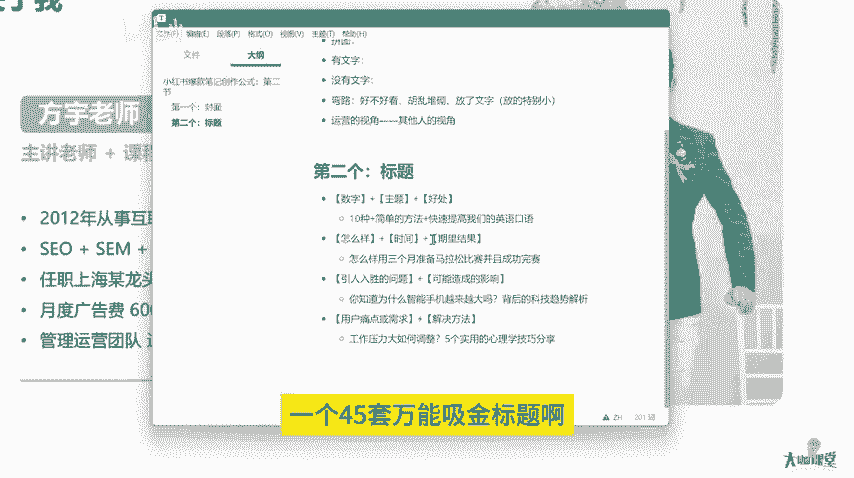 于我
方宇老师
主讲老师 + 课程
2012年从事互联
SEO + SEM +
任职上海某龙头
月度广告费 600
管理运营团队
编辑(E) 段落(P) 格式(O) 视图(V) 主题(T) 帮助(H)
文件 大纲
小红书爆款笔记创作公式：第二节
第一个：封面
第二个：标题
有文字：
没有文字：
弯路：好不好看、胡乱堆砌、放了文字（放的特别小）
运营的视角----其他人的视角
第二个：标题
【数字】+【主题】+【好处】
10种+简单的方法+快速提高我们的英语口语
【怎么样】+【时间】+【期望结果】
怎么样用三个月准备马拉松比赛并且成功完赛
【引人入胜的问题】+【可能造成的影响】
你知道为什么智能手机越来越大吗？背后的科技趋势解析
【用户痛点或需求】+【解决方法】
工作压力大如何调整？5个实用的心理学技巧分享
ZH
一个45套万能吸金标题啊
课堂